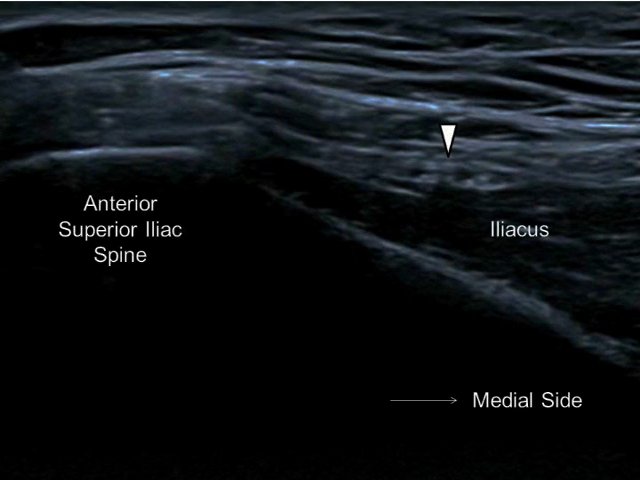 Anterior
Superior Iliac
Spine
Iliacus
Medial Side